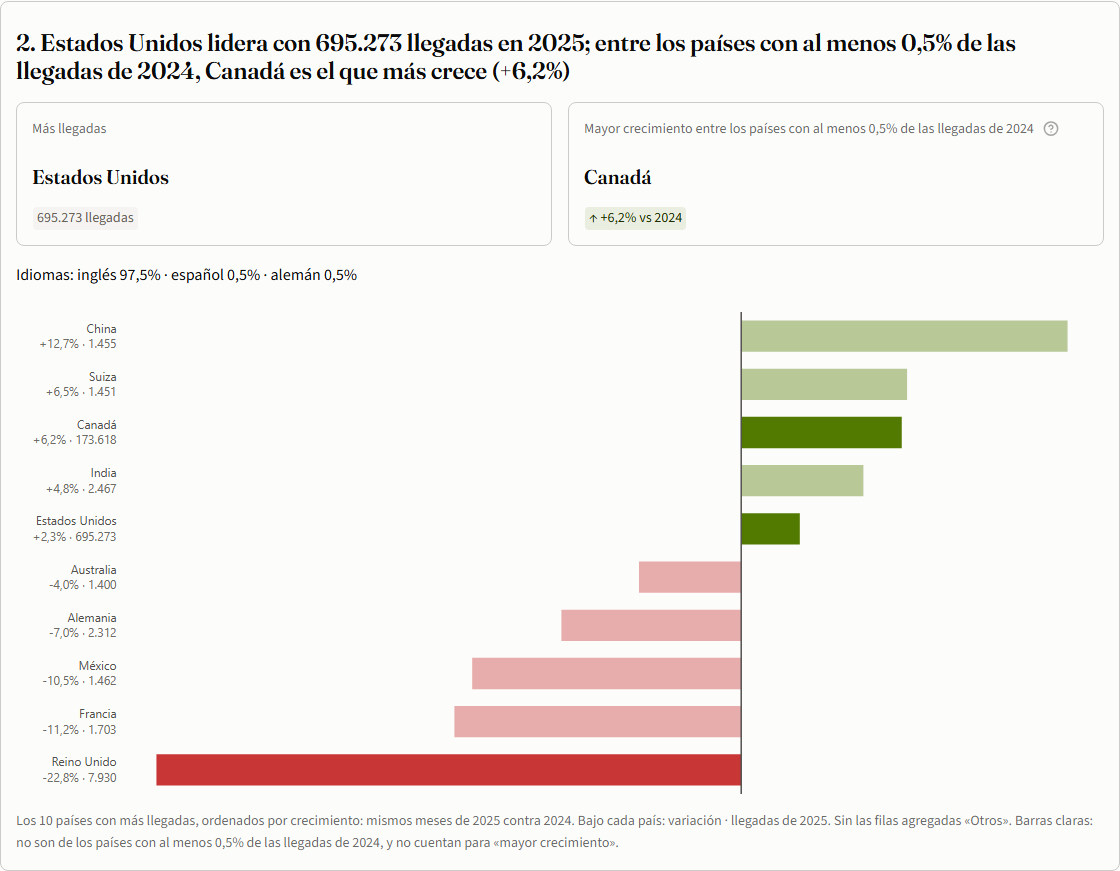 2. Estados Unidos lidera con 695.273 llegadas en 2025; entre los países con al menos 0,5% de las
llegadas de 2024, Canadá es el que más crece (+6,2%)
Más llegadas
Estados Unidos
695.273 llegadas
Mayor crecimiento entre los países con al menos 0,5% de las llegadas de 2024 ?
Canadá
↑ +6,2% vs 2024
Idiomas: inglés 97,5% · español 0,5% · alemán 0,5%
China
+12,7% · 1.455
Suiza
+6,5% · 1.451
Canadá
+6,2% · 173.618
India
+4,8% · 2.467
Estados Unidos
+2,3% · 695.273
Australia
-4,0% · 1.400
Alemania
-7,0% · 2.312
México
-10,5% · 1.462
Francia
-11,2% · 1.703
Reino Unido
-22,8% · 7.930
Los 10 países con más llegadas, ordenados por crecimiento: mismos meses de 2025 contra 2024. Bajo cada país: variación · llegadas de 2025. Sin las filas agregadas «Otros». Barras claras:
no son de los países con al menos 0,5% de las llegadas de 2024, y no cuentan para «mayor crecimiento».